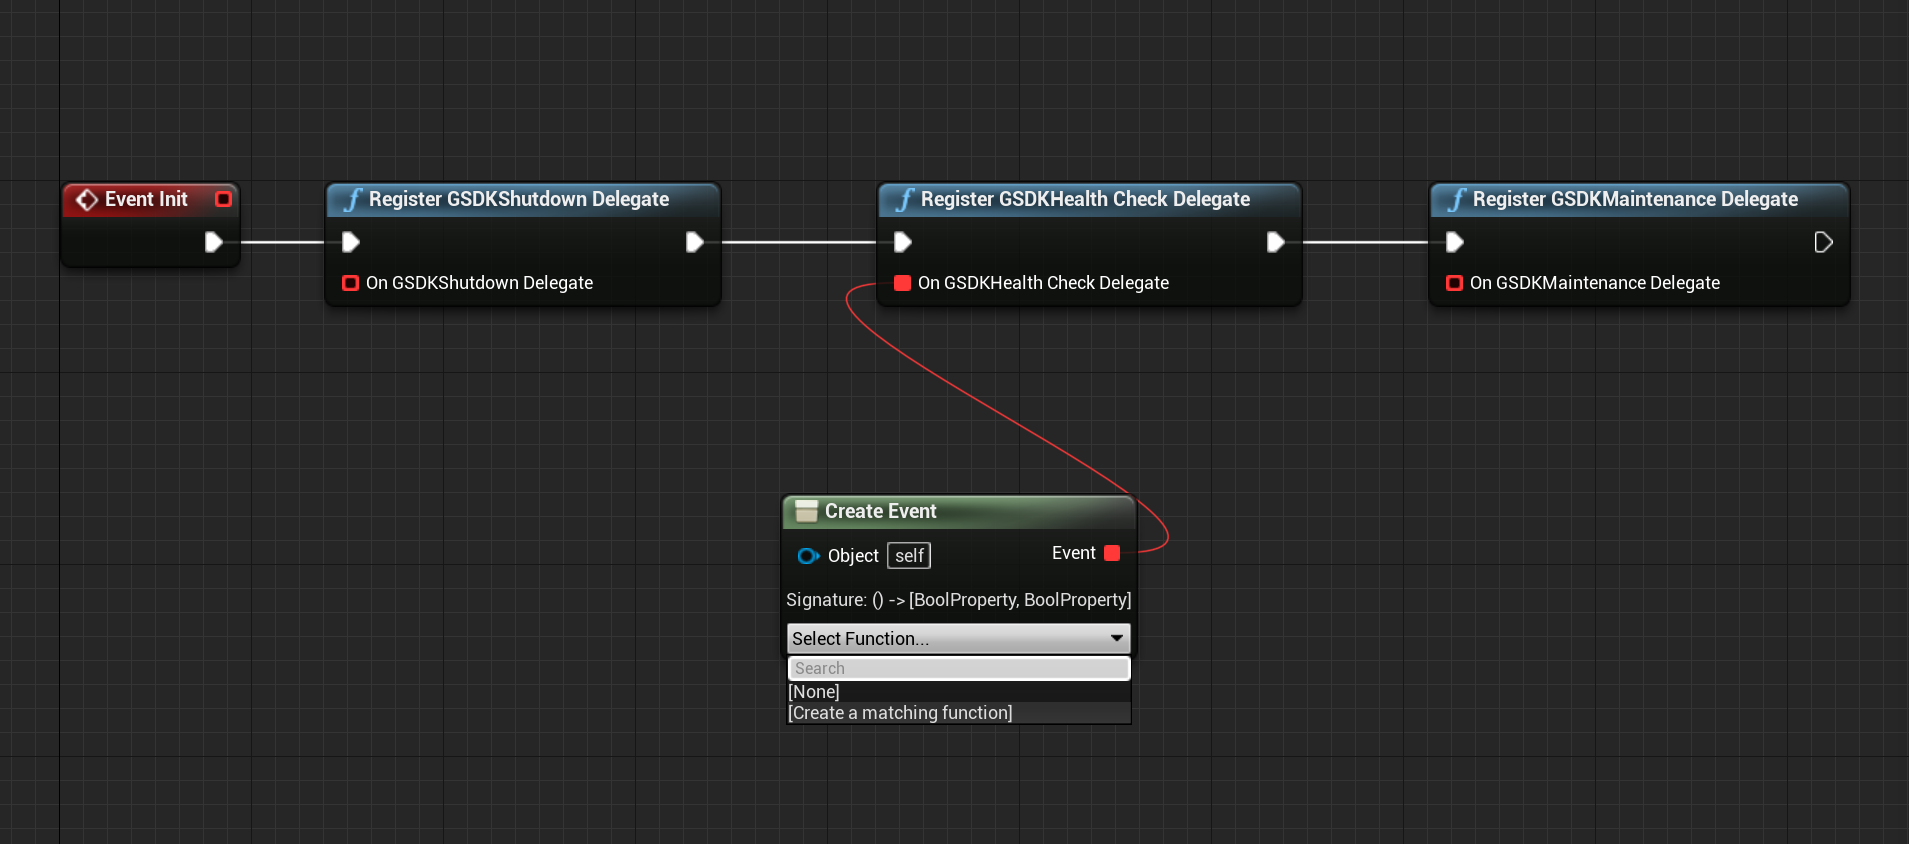 Event Init
Register GSDKShutdown Delegate
On GSDKShutdown Delegate
Register GSDKHealth Check Delegate
On GSDKHealth Check Delegate
Register GSDKMaintenance Delegate
On GSDKMaintenance Delegate
Create Event
Object self Event
Signature: () -> [BoolProperty, BoolProperty]
Select Function...
Search
[None]
[Create a matching function]